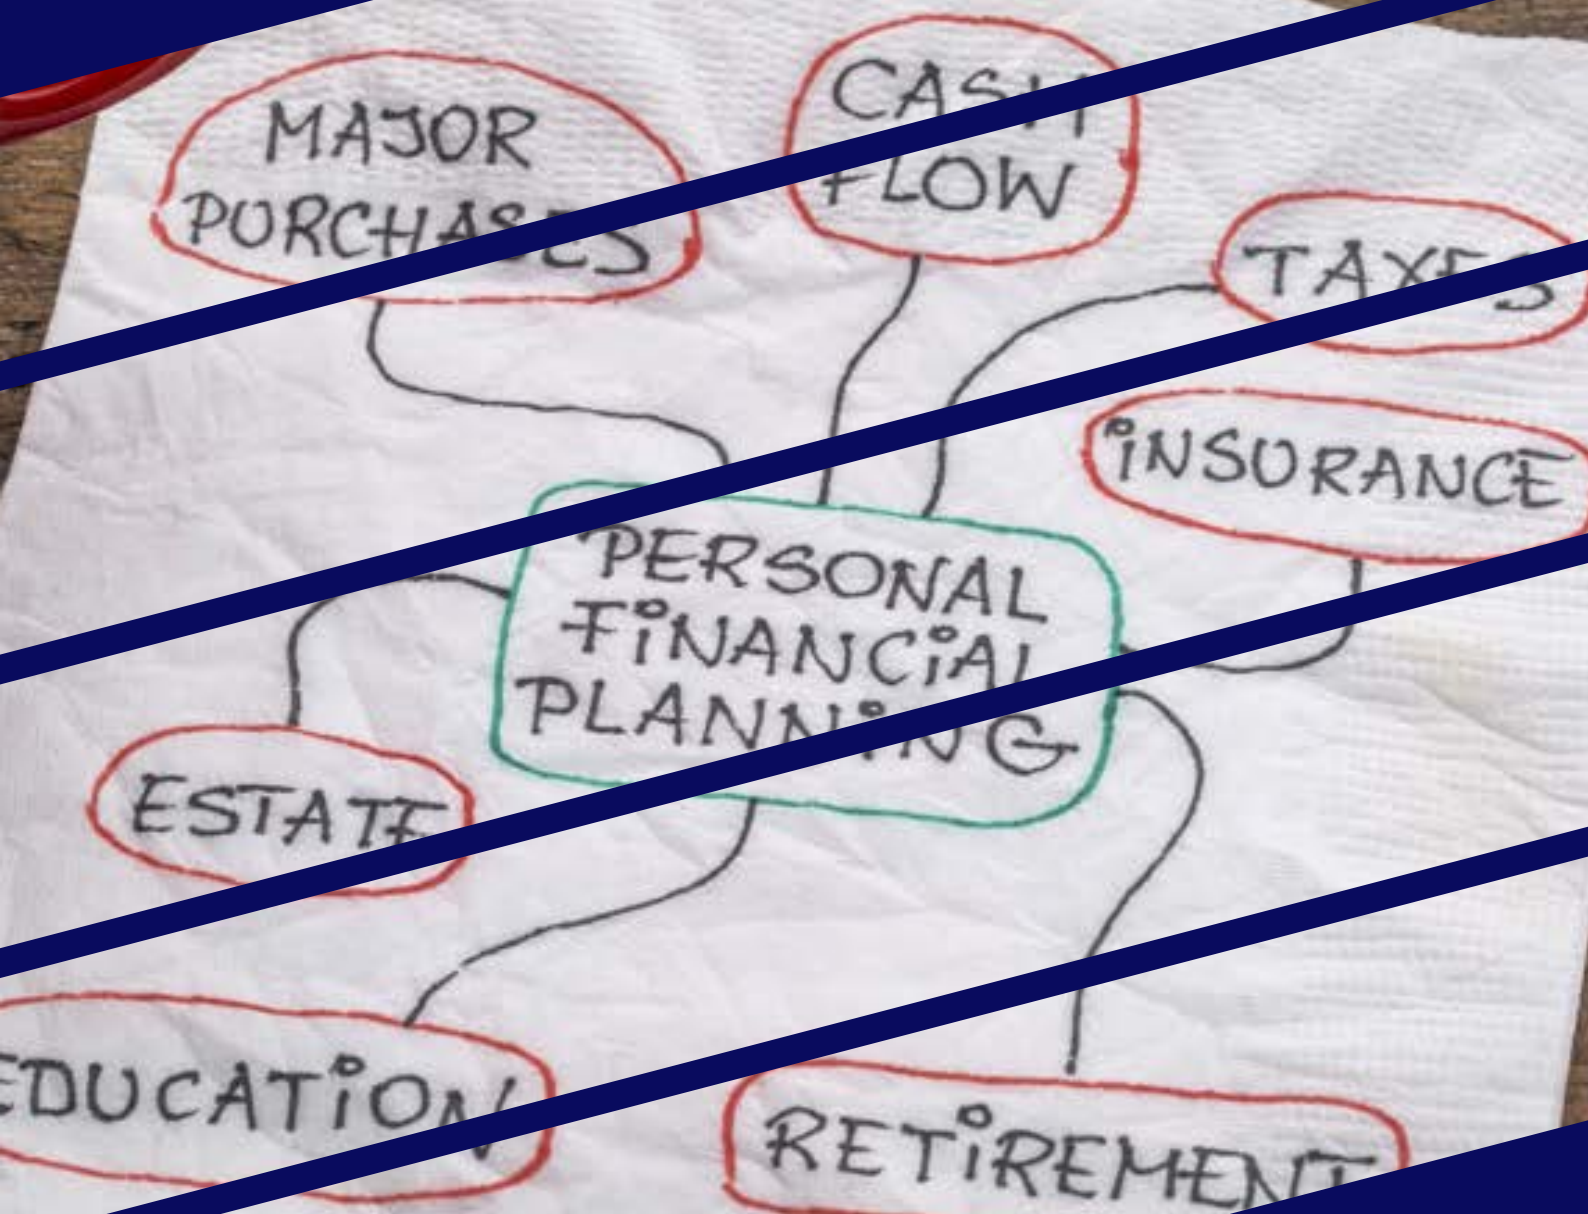 MAJOR
PURCHASES
CASH
FLOW
TAXES
iNSURANCE
PERSONAL
FiNANCiAL
PLANNiNG
ESTATE
EDUCATiON
RETiREMENT